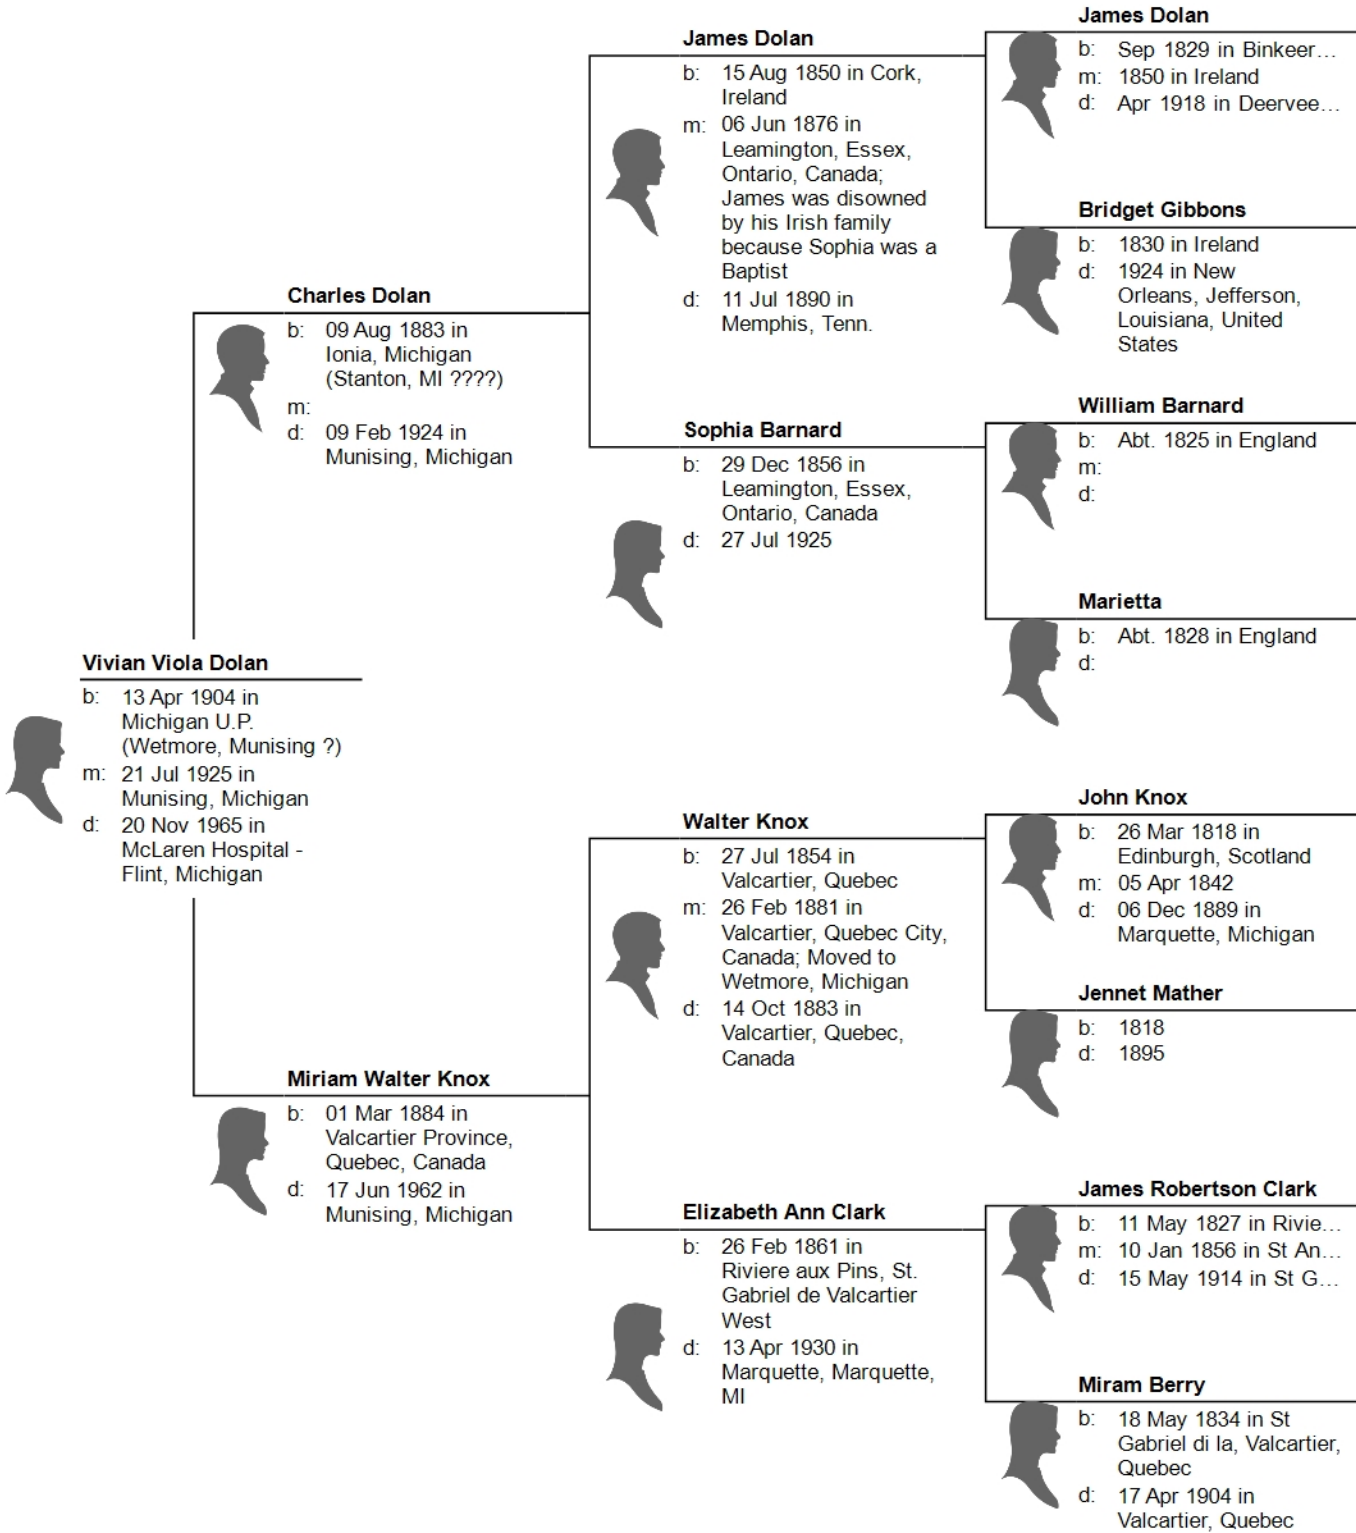 James Dolan
b: Sep 1829 in Binkeer...
m: 1850 in Ireland
d: Apr 1918 in Deervee...
James Dolan
b: 15 Aug 1850 in Cork,
Ireland
m: 06 Jun 1876 in
Leamington, Essex,
Ontario, Canada;
James was disowned
by his Irish family
because Sophia was a
Baptist
d: 11 Jul 1890 in
Memphis, Tenn.
Bridget Gibbons
b: 1830 in Ireland
d: 1924 in New
Orleans, Jefferson,
Louisiana, United
States
Charles Dolan
b: 09 Aug 1883 in
Ionia, Michigan
(Stanton, MI ????)
m:
d: 09 Feb 1924 in
Munising, Michigan
William Barnard
b: Abt. 1825 in England
m:
d:
Sophia Barnard
b: 29 Dec 1856 in
Leamington, Essex,
Ontario, Canada
d: 27 Jul 1925
Marietta
b: Abt. 1828 in England
d:
Vivian Viola Dolan
b: 13 Apr 1904 in
Michigan U.P.
(Wetmore, Munising ?)
m: 21 Jul 1925 in
Munising, Michigan
d: 20 Nov 1965 in
McLaren Hospital -
Flint, Michigan
John Knox
b: 26 Mar 1818 in
Edinburgh, Scotland
m: 05 Apr 1842
d: 06 Dec 1889 in
Marquette, Michigan
Walter Knox
b: 27 Jul 1854 in
Valcartier, Quebec
m: 26 Feb 1881 in
Valcartier, Quebec City,
Canada; Moved to
Wetmore, Michigan
d: 14 Oct 1883 in
Valcartier, Quebec,
Canada
Jennet Mather
b: 1818
d: 1895
Miriam Walter Knox
b: 01 Mar 1884 in
Valcartier Province,
Quebec, Canada
d: 17 Jun 1962 in
Munising, Michigan
James Robertson Clark
b: 11 May 1827 in Rivie...
m: 10 Jan 1856 in St An...
d: 15 May 1914 in St G...
Elizabeth Ann Clark
b: 26 Feb 1861 in
Riviere aux Pins, St.
Gabriel de Valcartier
West
d: 13 Apr 1930 in
Marquette, Marquette,
MI
Miram Berry
b: 18 May 1834 in St
Gabriel di la, Valcartier,
Quebec
d: 17 Apr 1904 in
Valcartier, Quebec